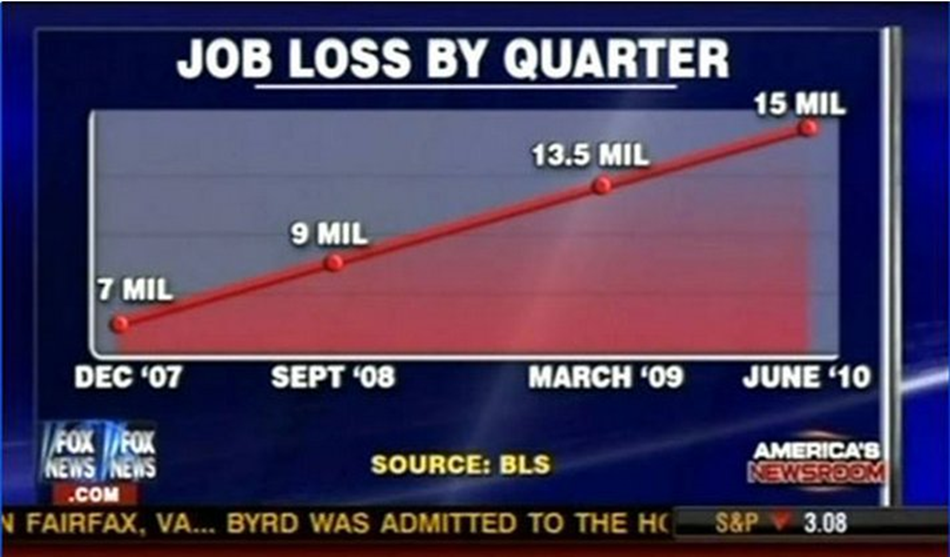 JOB LOSS BY QUARTER
15 MIL
13.5 MIL
9 MIL
7 MIL
DEC '07 SEPT '08 MARCH '09 JUNE '10
FOX FOX
NEWS NEWS
.COM
SOURCE: BLS
AMERICA'S
NEWSROOM
N FAIRFAX, VA... BYRD WAS ADMITTED TO THE S&P 3.08